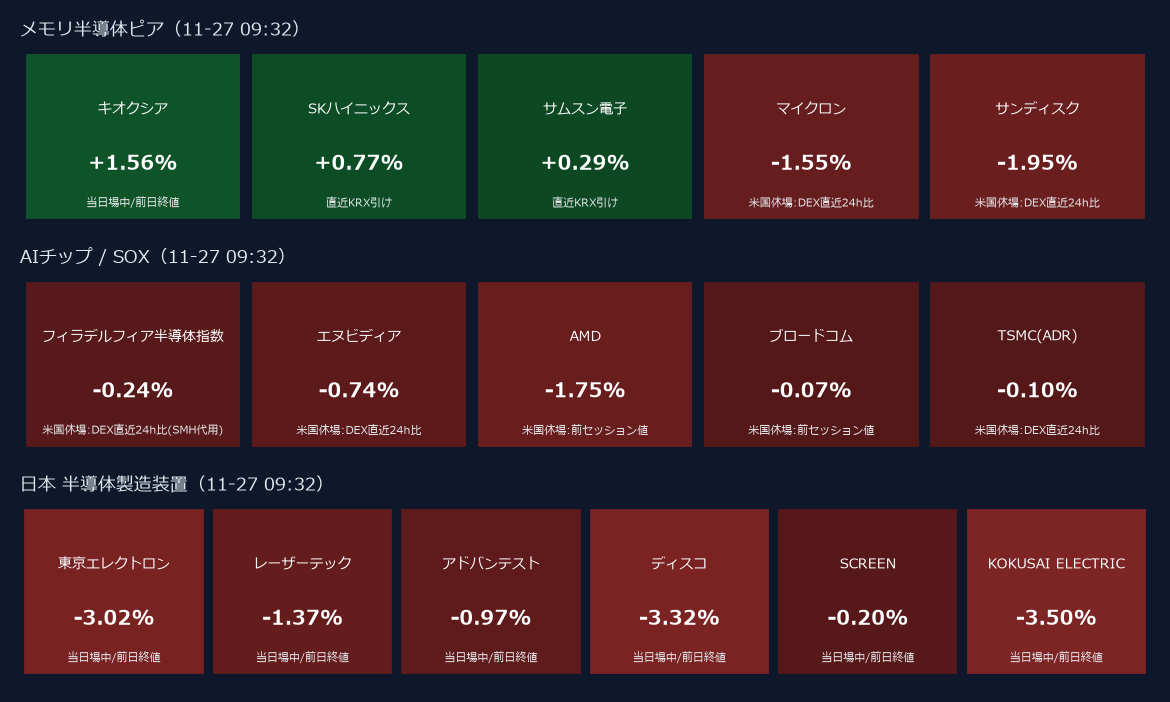 メモリ半導体ピア（11-27 09:32）
キオクシア
+1.56%
当日場中/前日終値
SKハイニックス
+0.77%
直近KRX引け
サムスン電子
+0.29%
直近KRX引け
マイクロン
-1.55%
米国休場:DEX直近24h比
サンディスク
-1.95%
米国休場:DEX直近24h比
AIチップ / SOX（11-27 09:32）
フィラデルフィア半導体指数
-0.24%
米国休場:DEX直近24h比(SMH代用)
エヌビディア
-0.74%
米国休場:DEX直近24h比
AMD
-1.75%
米国休場:前セッション値
ブロードコム
-0.07%
米国休場:前セッション値
TSMC(ADR)
-0.10%
米国休場:DEX直近24h比
日本 半導体製造装置（11-27 09:32）
東京エレクトロン
-3.02%
当日場中/前日終値
レーザーテック
-1.37%
当日場中/前日終値
アドバンテスト
-0.97%
当日場中/前日終値
ディスコ
-3.32%
当日場中/前日終値
SCREEN
-0.20%
当日場中/前日終値
KOKUSAI ELECTRIC
-3.50%
当日場中/前日終値